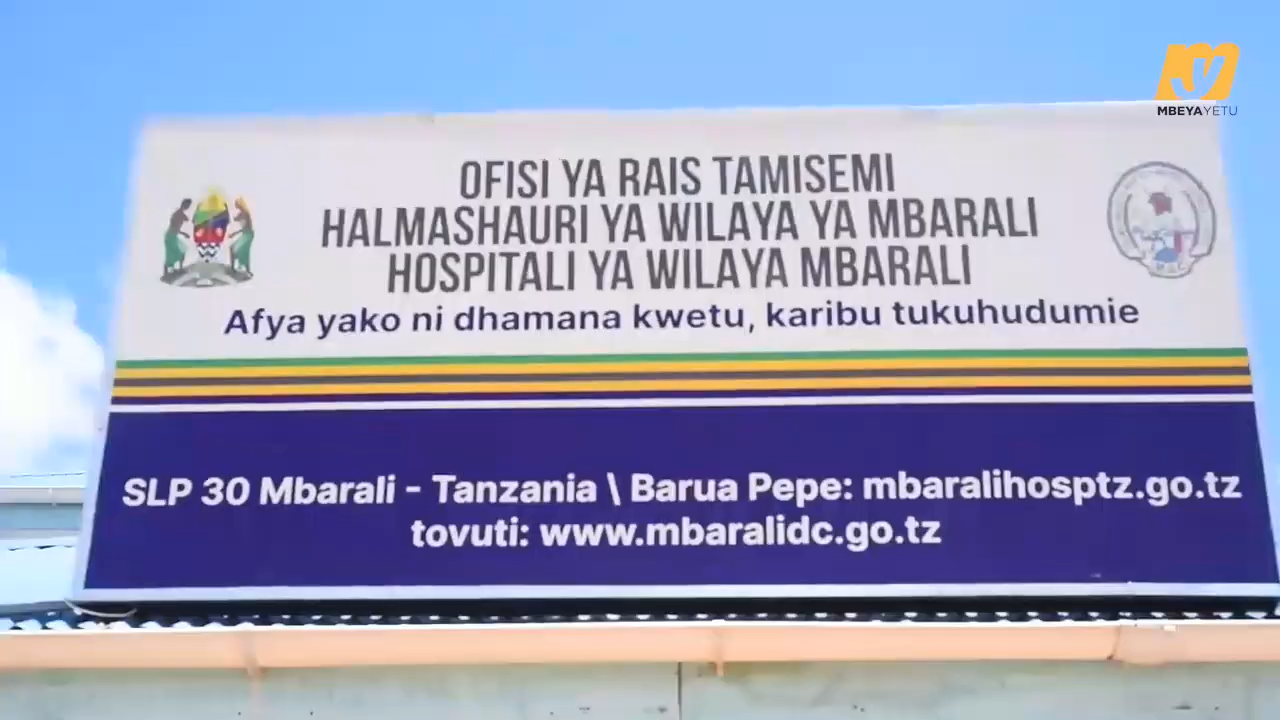 MBEYAYETU
OFISI YA RAIS TAMISEMI
HALMASHAURI YA WILAYA YA MBARALI
HOSPITALI YA WILAYA MBARALI
Afya yako ni dhamana kwetu, karibu tukuhudumie
SLP 30 Mbarali - Tanzania \ Barua Pepe: mbaralihosptz.go.tz
tovuti: www.mbaralidc.go.tz